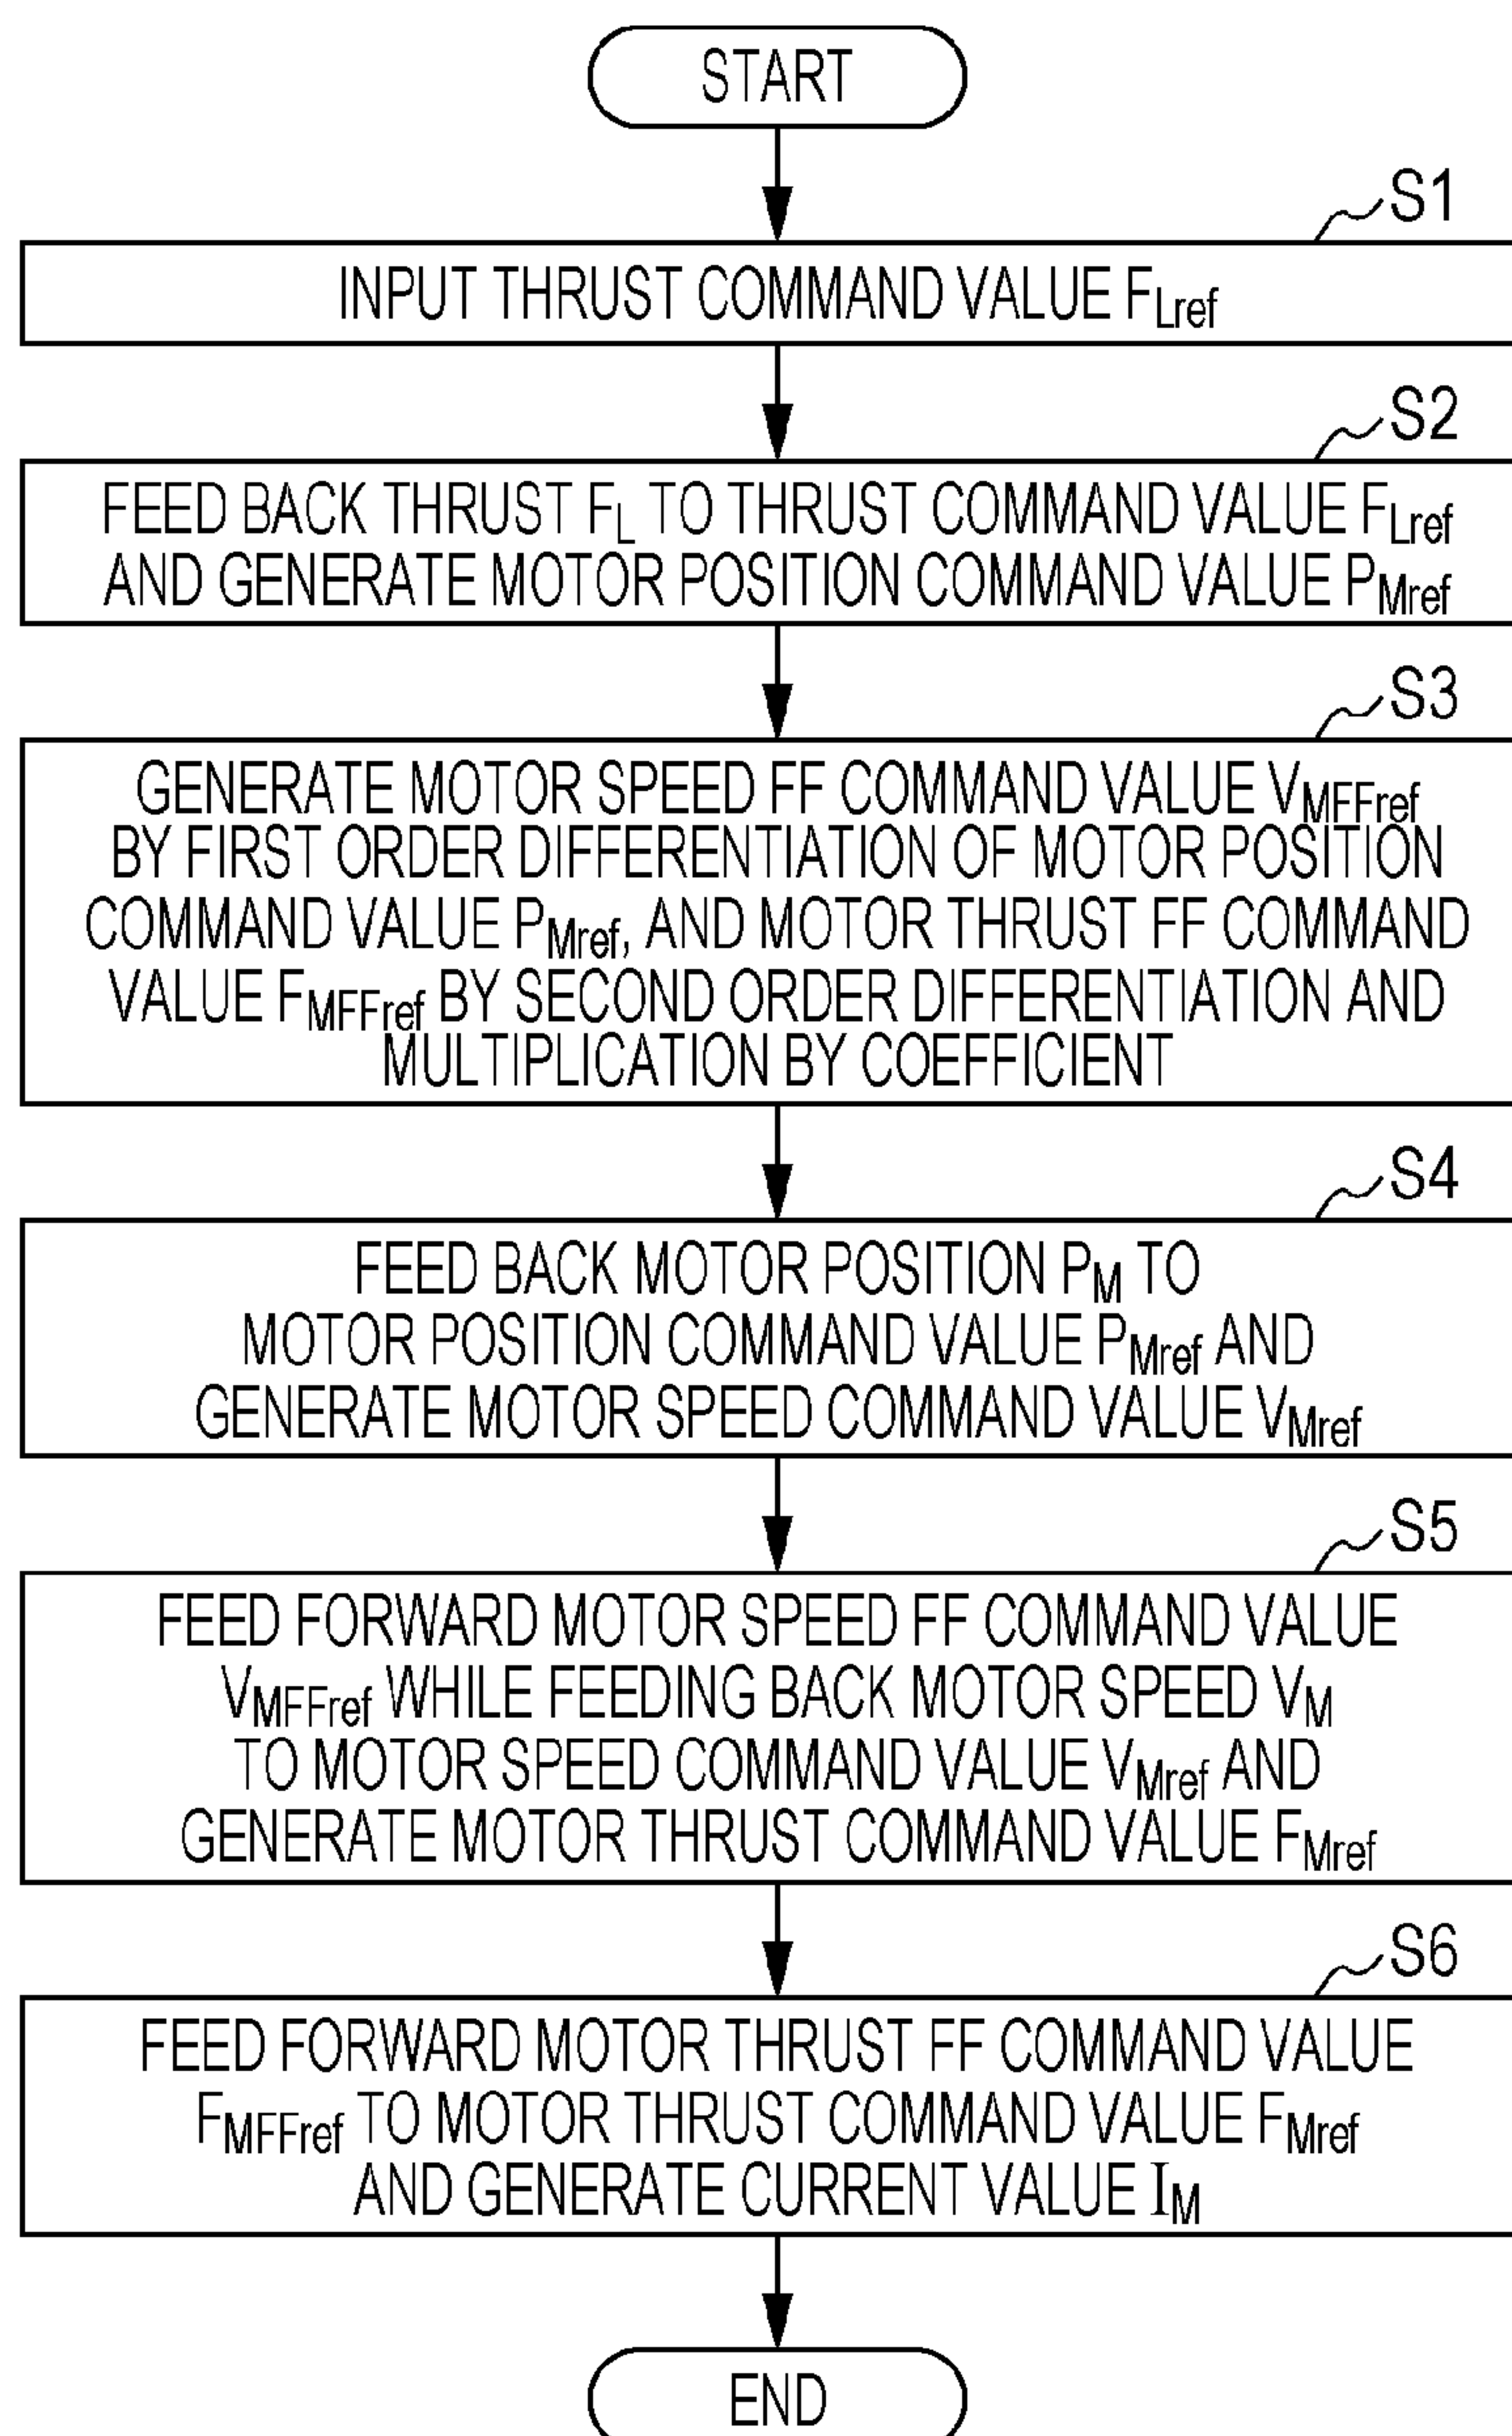 START
S1
INPUT THRUST COMMAND VALUE FLref
S2
FEED BACK THRUST FL TO THRUST COMMAND VALUE FLref
AND GENERATE MOTOR POSITION COMMAND VALUE PMref
S3
GENERATE MOTOR SPEED FF COMMAND VALUE VMFFref
BY FIRST ORDER DIFFERENTIATION OF MOTOR POSITION
COMMAND VALUE PMref, AND MOTOR THRUST FF COMMAND
VALUE FMFFref BY SECOND ORDER DIFFERENTIATION AND
MULTIPLICATION BY COEFFICIENT
S4
FEED BACK MOTOR POSITION PM TO
MOTOR POSITION COMMAND VALUE PMref AND
GENERATE MOTOR SPEED COMMAND VALUE VMref
S5
FEED FORWARD MOTOR SPEED FF COMMAND VALUE
VMFFref WHILE FEEDING BACK MOTOR SPEED VM
TO MOTOR SPEED COMMAND VALUE VMref AND
GENERATE MOTOR THRUST COMMAND VALUE FMref
S6
FEED FORWARD MOTOR THRUST FF COMMAND VALUE
FMFFref TO MOTOR THRUST COMMAND VALUE FMref
AND GENERATE CURRENT VALUE IM
END